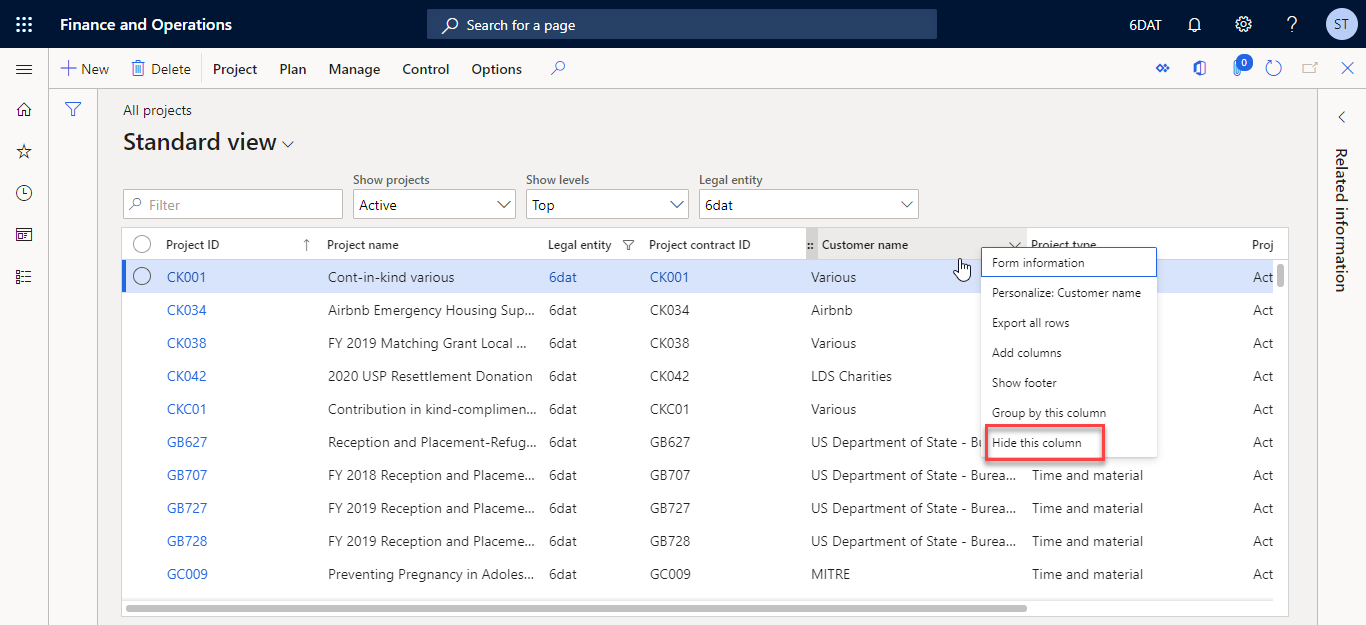 Finance and Operations
Search for a page
6DAT
ST
New
Delete
Project
Plan
Manage
Control
Options
0
All projects
Standard view
Filter
Show projects
Active
Show levels
Top
Legal entity
6dat
Related information
Project ID Project name Legal entity Project contract ID Customer name Project type Proj
CK001 Cont-in-kind various 6dat CK001 Various Act
CK034 Airbnb Emergency Housing Sup... 6dat CK034 Airbnb Act
CK038 FY 2019 Matching Grant Local ... 6dat CK038 Various Act
CK042 2020 USP Resettlement Donation 6dat CK042 LDS Charities Act
CKC01 Contribution in kind-complimen... 6dat CKC01 Various Act
GB627 Reception and Placement-Refug... 6dat GB627 US Department of State - Bu Act
GB707 FY 2018 Reception and Placeme... 6dat GB707 US Department of State - Burea... Time and material Act
GB727 FY 2019 Reception and Placeme... 6dat GB727 US Department of State - Burea... Time and material Act
GB728 FY 2019 Reception and Placeme... 6dat GB728 US Department of State - Burea... Time and material Act
GC009 Preventing Pregnancy in Adoles... 6dat GC009 MITRE Time and material Act
Form information
Personalize: Customer name
Export all rows
Add columns
Show footer
Group by this column
Hide this column